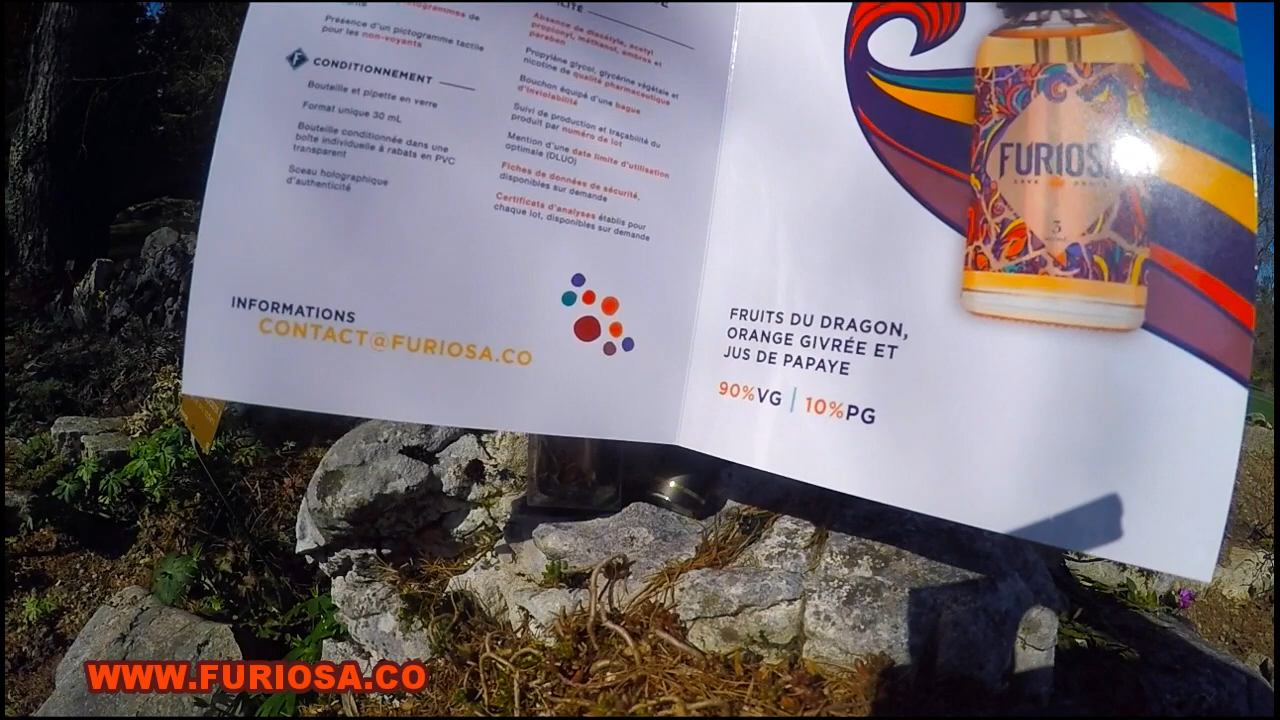 pictogrammes de
Présence d'un pictogramme tactile
pour les non-voyants
F CONDITIONNEMENT
Bouteille et pipette en verre
Format unique 30 mL
Bouteille conditionnée dans une
boîte individuelle à rabats en PVC
transparent
Sceau holographique
d'authenticité
Absence de diacétyle, acetyl
propionyl, méthanol, ambrox et
paraben
Propylène glycol, glycérine végétale et
nicotine de qualité pharmaceutique
Bouchon équipé d'une bague
d'inviolabilité
Suivi de production et traçabilité du
produit par numéro de lot
Mention d'une date limite d'utilisation
optimale (DLUO)
Fiches de données de sécurité,
disponibles sur demande
Certificats d'analyses établis pour
chaque lot, disponibles sur demande
INFORMATIONS
CONTACT@FURIOSA.CO
FURIOSA
3
FRUITS DU DRAGON,
ORANGE GIVRÉE ET
JUS DE PAPAYE
90%VG | 10%PG
WWW.FURIOSA.CO